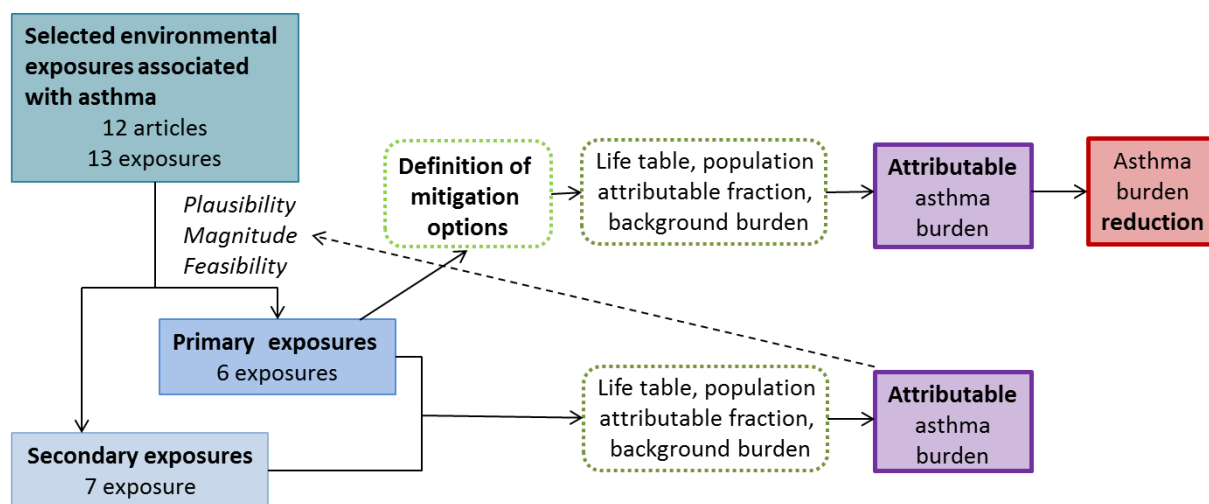 Selected environmental
exposures associated
with asthma
12 articles
13 exposures
Plausibility
Magnitude
Feasibility
Definition of
mitigation
options
Life table, population
attributable fraction,
background burden
Attributable
asthma
burden
Asthma
burden
reduction
Primary exposures
6 exposures
Secondary exposures
7 exposure
Life table, population
attributable fraction,
background burden
Attributable
asthma
burden